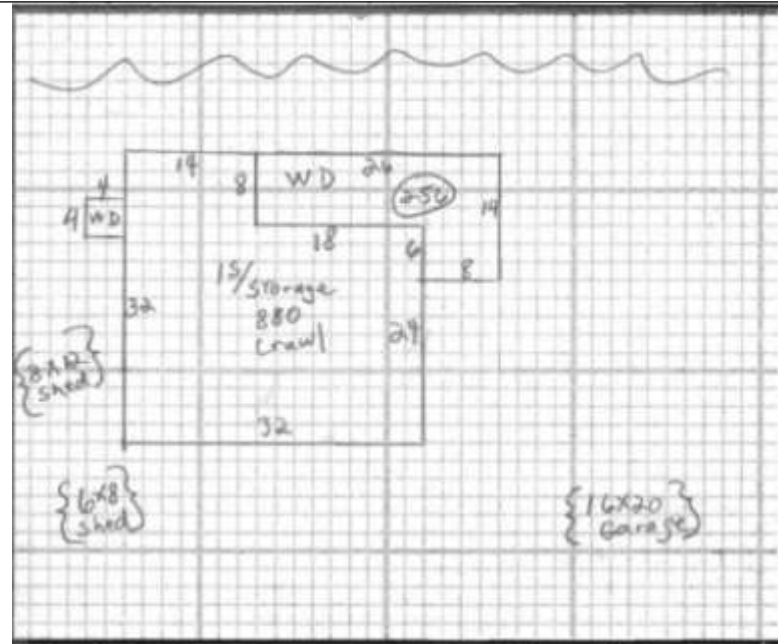 14
26
8
WD
256
14
4
4
WD
18
6
8
1S/Storage
880
Crawl
32
24
{8X12}
shed
32
{6X8}
shed
{16X20}
Garage